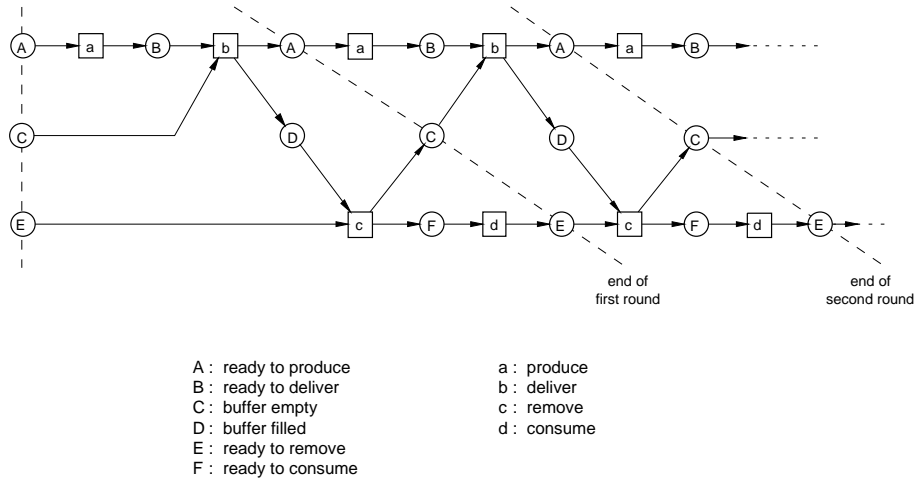 A a B b A a B b A a B
C D C D C
E c F d E c F d E
end of
first round
end of
second round
A : ready to produce
B : ready to deliver
C : buffer empty
D : buffer filled
E : ready to remove
F : ready to consume
a : produce
b : deliver
c : remove
d : consume